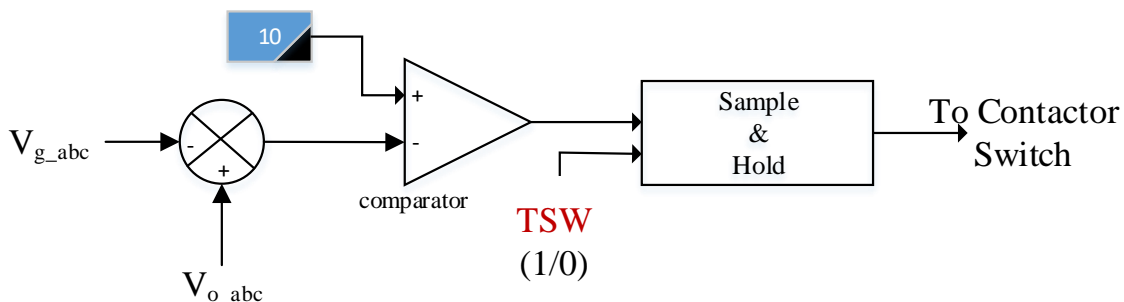 10
+
-
V_g_abc
-
+
V_o_abc
comparator
TSW
(1/0)
Sample
&
Hold
To Contactor
Switch